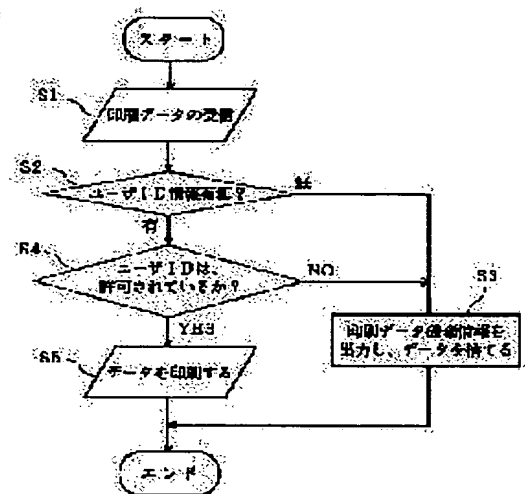 スタート
S1
印刷データの受信
S2
ユーザID情報有無?
無
有
S4
ユーザIDは、
許可されているか?
NO
S3
YES
印刷データ破棄情報を
出力し、データを捨てる
S5
データを印刷する
エンド